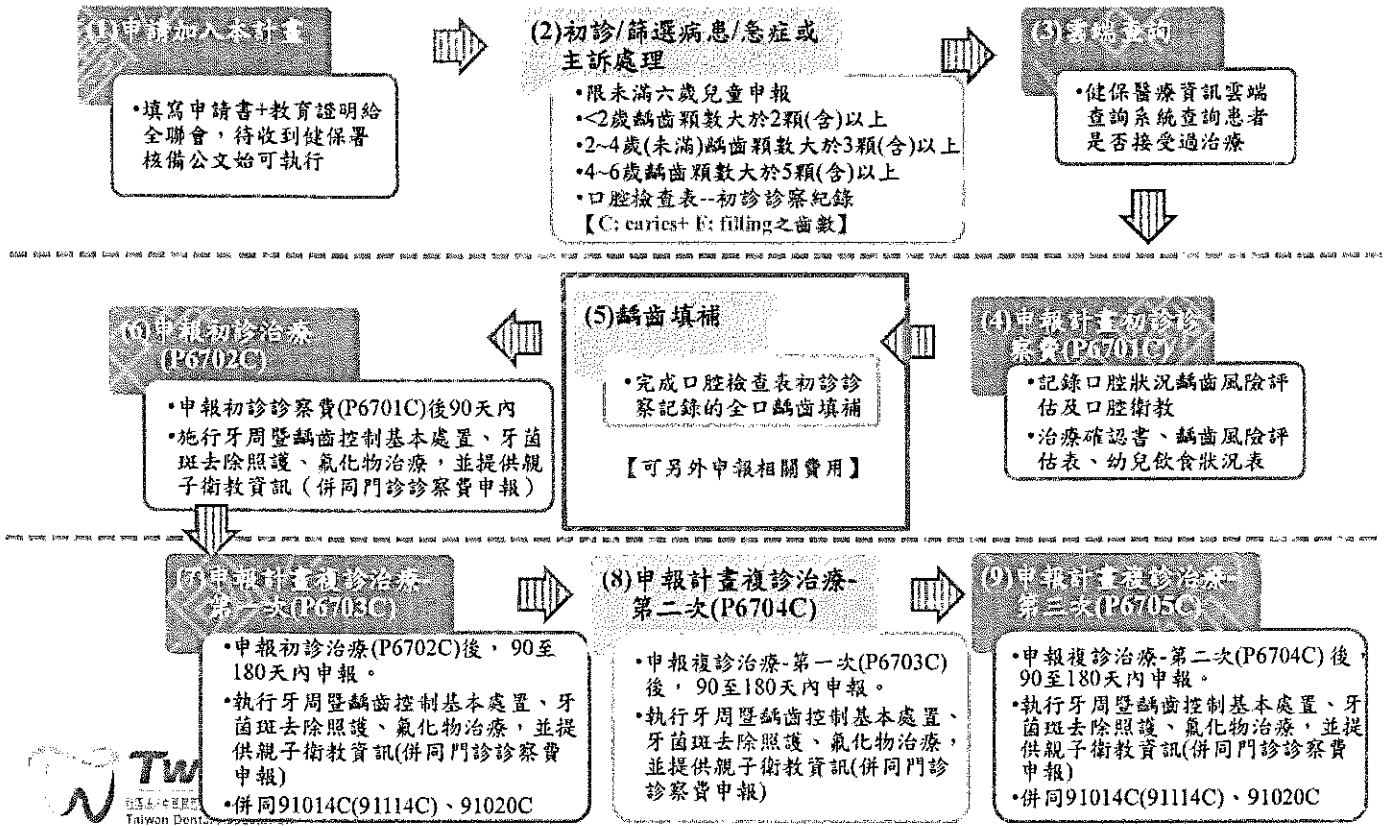 (1)申請加入本計畫
•填寫申請書+教育證明給
全聯會，待收到健保署
核備公文始可執行
(2)初診/篩選病患/急症或
主訴處理
•限未滿六歲兒童申報
•<2歲齲齒顆數大於2顆(含)以上
•2~4歲(未滿)齲齒顆數大於3顆(含)以上
•4~6歲齲齒顆數大於5顆(含)以上
•口腔檢查表--初診診察紀錄
【C: caries+ F: filling之齒數】
(3)雲端查詢
•健保醫療資訊雲端
查詢系統查詢患者
是否接受過治療
(4)申報計畫初診診
察費(P6701C)
•記錄口腔狀況齲齒風險評
估及口腔衛教
•治療確認書、齲齒風險評
估表、幼兒飲食狀況表
(5)齲齒填補
•完成口腔檢查表初診診
察記錄的全口齲齒填補
【可另外申報相關費用】
(6)申報初診治療
(P6702C)
•申報初診診察費(P6701C)後90天內
•施行牙周暨齲齒控制基本處置、牙菌
斑去除照護、氟化物治療，並提供親
子衛教資訊（併同門診診察費申報）
(7)申報計畫複診治療-
第一次(P6703C)
•申報初診治療(P6702C)後，90至
180天內申報。
•執行牙周暨齲齒控制基本處置、牙
菌斑去除照護、氟化物治療，並提
供親子衛教資訊(併同門診診察費
申報)
•併同91014C(91114C)、91020C
(8)申報計畫複診治療-
第二次(P6704C)
•申報複診治療-第一次(P6703C)
後，90至180天內申報。
•執行牙周暨齲齒控制基本處置、
牙菌斑去除照護、氟化物治療，
並提供親子衛教資訊(併同門診
診察費申報)
(9)申報計畫複診治療-
第三次(P6705C)
•申報複診治療-第二次(P6704C)後，
90至180天內申報。
•執行牙周暨齲齒控制基本處置、牙
菌斑去除照護、氟化物治療，並提
供親子衛教資訊(併同門診診察費
申報)
•併同91014C(91114C)、91020C
Taiwan